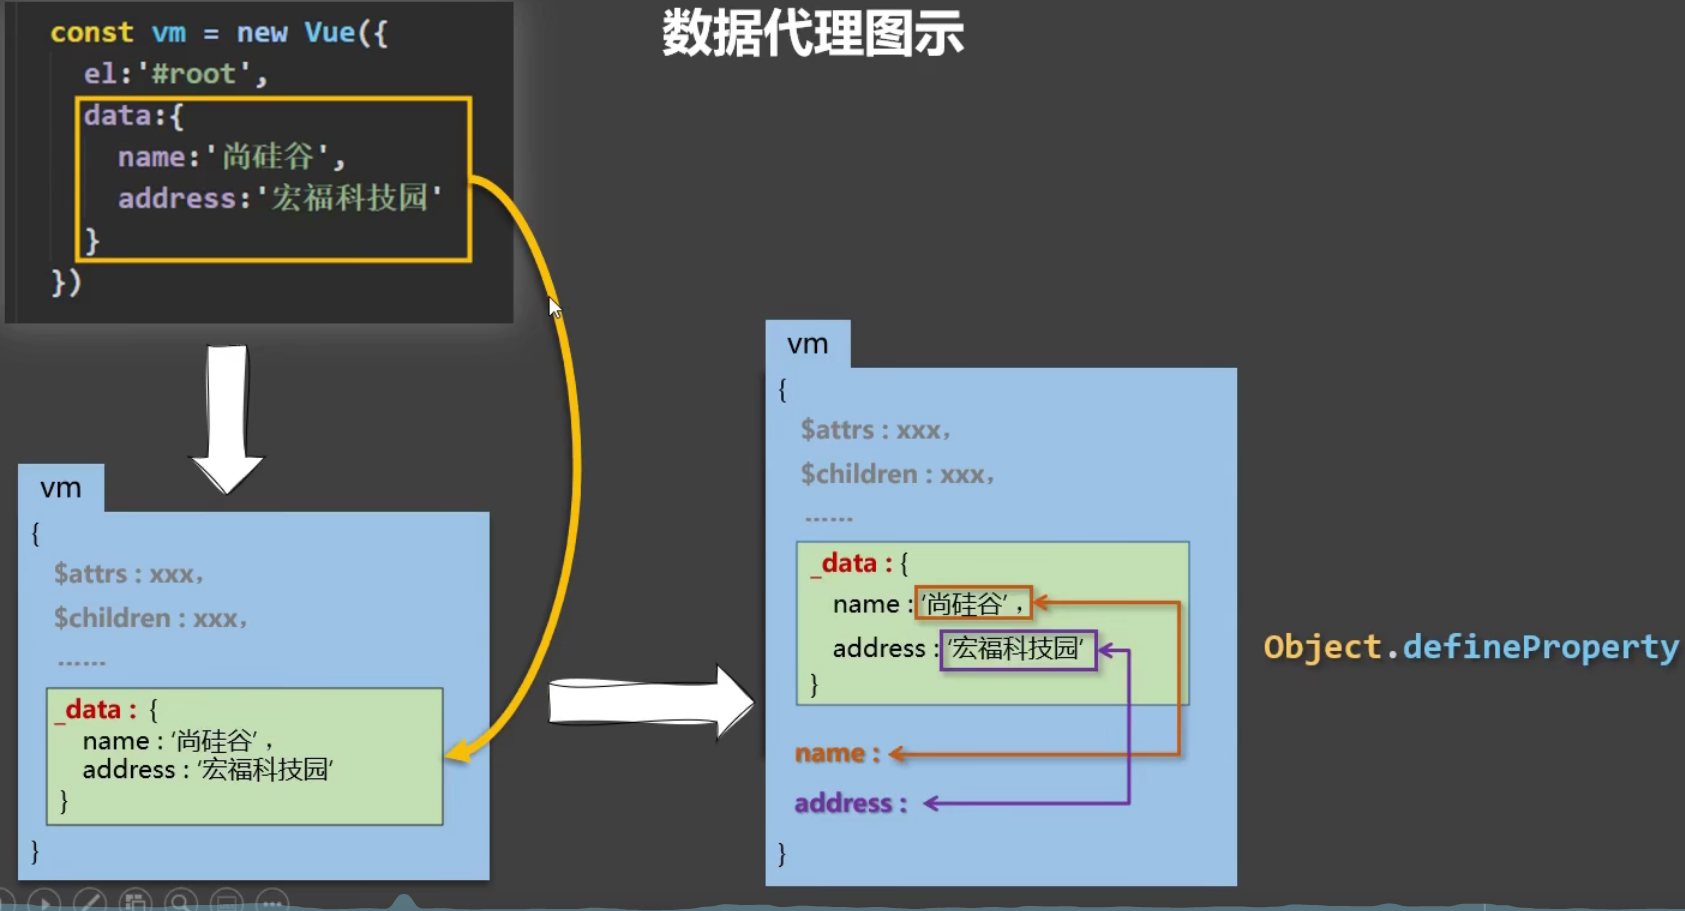 数据代理图示
const vm = new Vue({
el:'#root',
data:{
name:'尚硅谷',
address:'宏福科技园'
}
})
vm
{
$attrs : xxx，
$children : xxx，
……
_data : {
name : ‘尚硅谷’ ，
address : ‘宏福科技园’
}
}
vm
{
$attrs : xxx，
$children : xxx，
……
_data : {
name : ‘尚硅谷’ ，
address : ‘宏福科技园’
}
name :
address :
}
Object.defineProperty